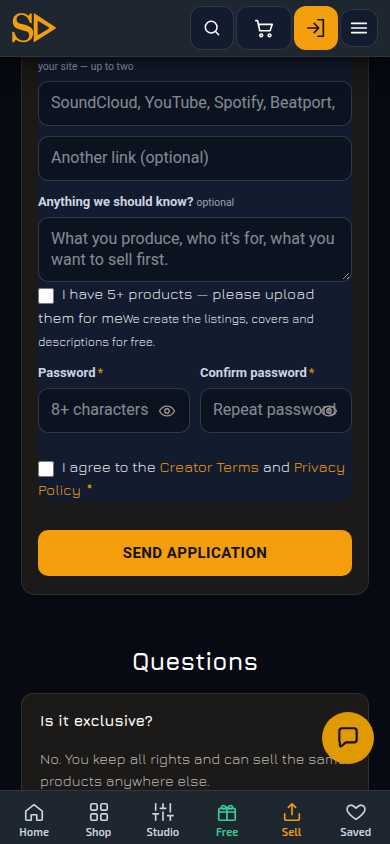 S
your site — up to two
SoundCloud, YouTube, Spotify, Beatport,
Another link (optional)
Anything we should know? optional
What you produce, who it's for, what you
want to sell first.
I have 5+ products — please upload
them for meWe create the listings, covers and
descriptions for free.
Password * Confirm password *
8+ characters Repeat password
I agree to the Creator Terms and Privacy
Policy *
SEND APPLICATION
Questions
Is it exclusive?
No. You keep all rights and can sell the
products anywhere else.
Home Shop Studio Free Sell Saved